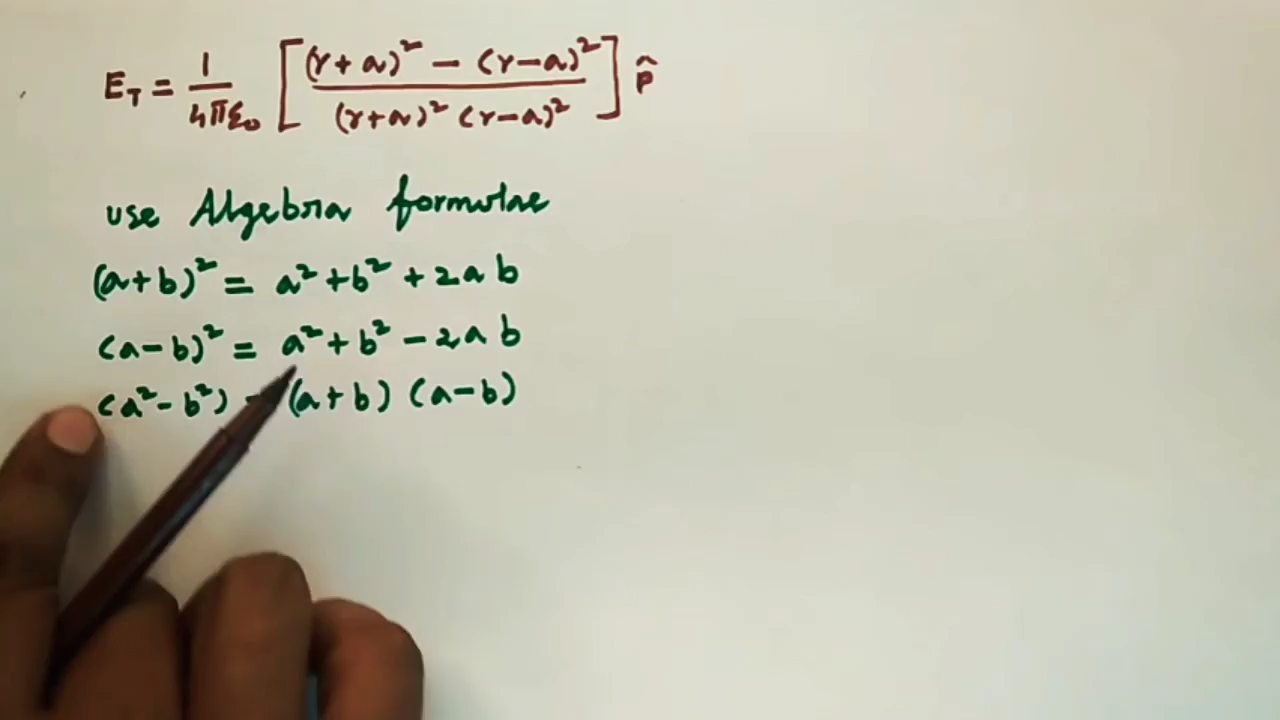 E_T = 1/4πε₀ [ (r+a)² − (r−a)² / (r+a)² (r−a)² ] p̂
use Algebra formulae
(a+b)² = a² + b² + 2ab
(a−b)² = a² + b² − 2ab
(a² − b²) = (a+b) (a−b)